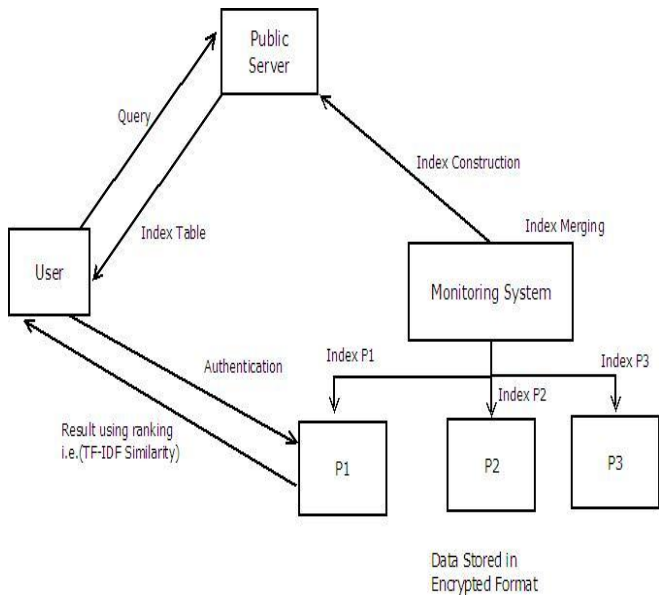 Public
Server
Query
Index Construction
Index Table
Index Merging
User
Monitoring System
Authentication
Index P1
Index P3
Index P2
Result using ranking
i.e.(TF-IDF Similarity)
P1
P2
P3
Data Stored in
Encrypted Format